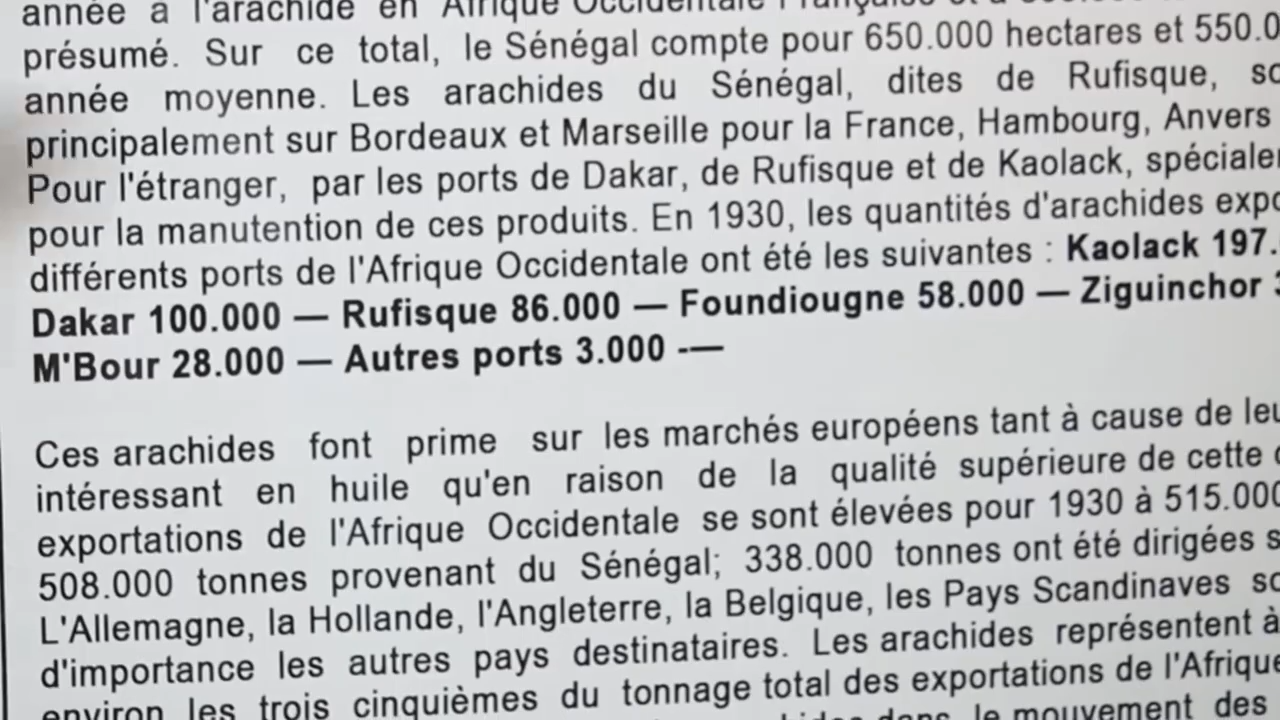 année à l'arachide en Afrique Occidentale Française et à
présumé. Sur ce total, le Sénégal compte pour 650.000 hectares et 550.0
année moyenne. Les arachides du Sénégal, dites de Rufisque, so
principalement sur Bordeaux et Marseille pour la France, Hambourg, Anvers
Pour l'étranger, par les ports de Dakar, de Rufisque et de Kaolack, spéciale
pour la manutention de ces produits. En 1930, les quantités d'arachides expo
différents ports de l'Afrique Occidentale ont été les suivantes : Kaolack 197.
Dakar 100.000 — Rufisque 86.000 — Foundiougne 58.000 — Ziguinchor 3
M'Bour 28.000 — Autres ports 3.000 -—
Ces arachides font prime sur les marchés européens tant à cause de leu
intéressant en huile qu'en raison de la qualité supérieure de cette
exportations de l'Afrique Occidentale se sont élevées pour 1930 à 515.000
508.000 tonnes provenant du Sénégal; 338.000 tonnes ont été dirigées s
L'Allemagne, la Hollande, l'Angleterre, la Belgique, les Pays Scandinaves so
d'importance les autres pays destinataires. Les arachides représentent à
environ les trois cinquièmes du tonnage total des exportations de l'Afrique
dans le mouvement des